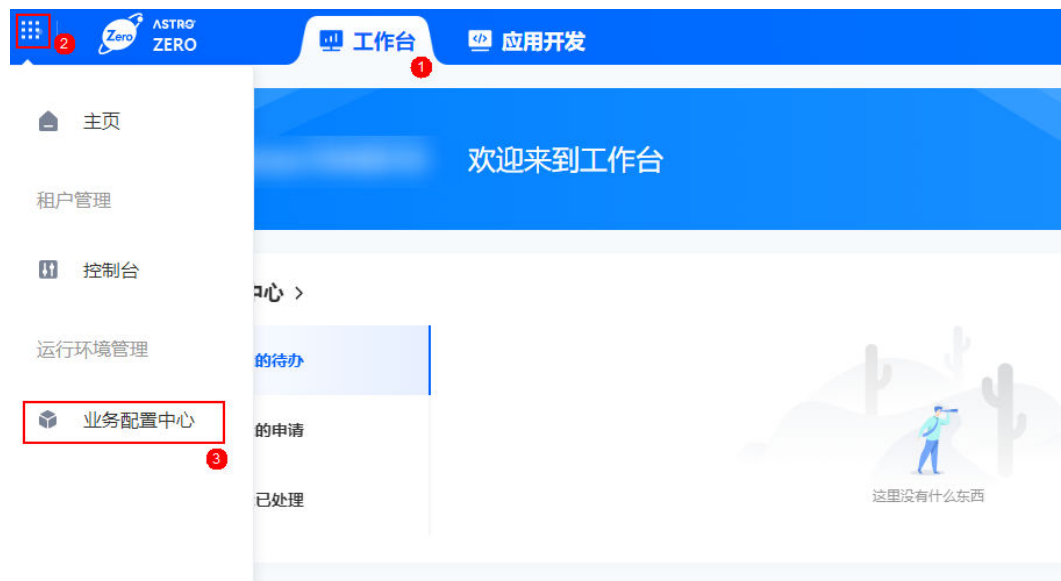 2
Zero
ASTRO
ZERO
工作台
1
应用开发
主页
欢迎来到工作台
租户管理
控制台
中心 >
运行环境管理
的待办
业务配置中心
3
的申请
已处理
这里没有什么东西